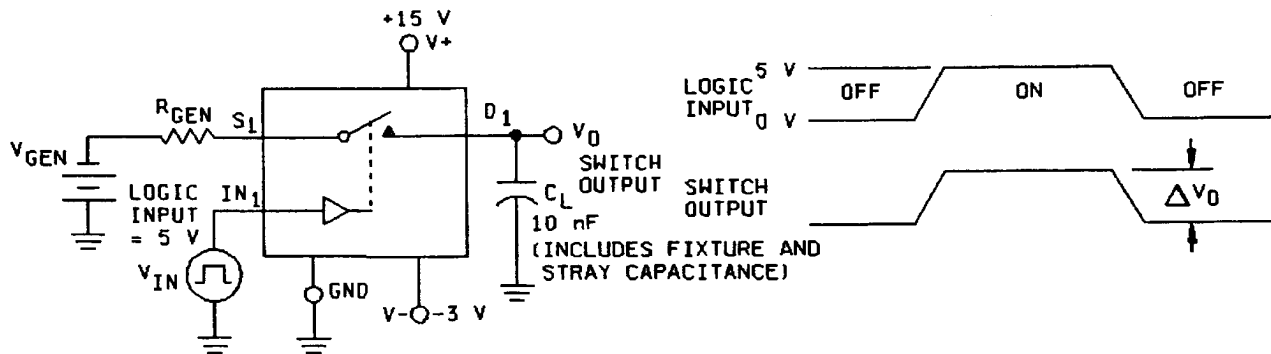 +15 V
V+
R_GEN
S_1
D_1
V_O
SWITCH
OUTPUT
V_GEN
LOGIC
INPUT
= 5 V
IN_1
C_L
10 nF
(INCLUDES FIXTURE AND
STRAY CAPACITANCE)
V_IN
GND
V-
-3 V
LOGIC
INPUT
5 V
0 V
OFF
ON
OFF
SWITCH
OUTPUT
Δ V_O